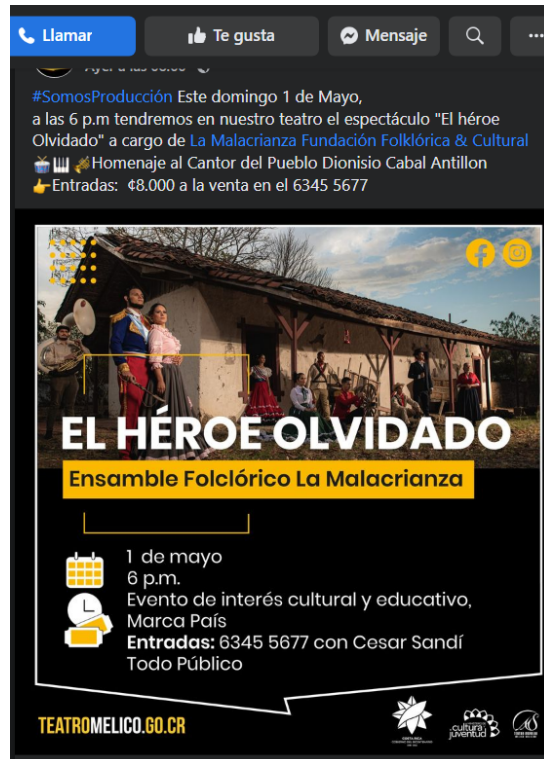 Llamar
Te gusta
Mensaje
#SomosProducción Este domingo 1 de Mayo,
a las 6 p.m tendremos en nuestro teatro el espectáculo "El héroe
Olvidado" a cargo de La Malacrianza Fundación Folklórica & Cultural
Homenaje al Cantor del Pueblo Dionisio Cabal Antillon
Entradas: ¢8.000 a la venta en el 6345 5677
EL HÉROE OLVIDADO
Ensamble Folclórico La Malacrianza
1 de mayo
6 p.m.
Evento de interés cultural y educativo,
Marca País
Entradas: 6345 5677 con Cesar Sandí
Todo Público
TEATROMELICO.GO.CR
cultura
juventud